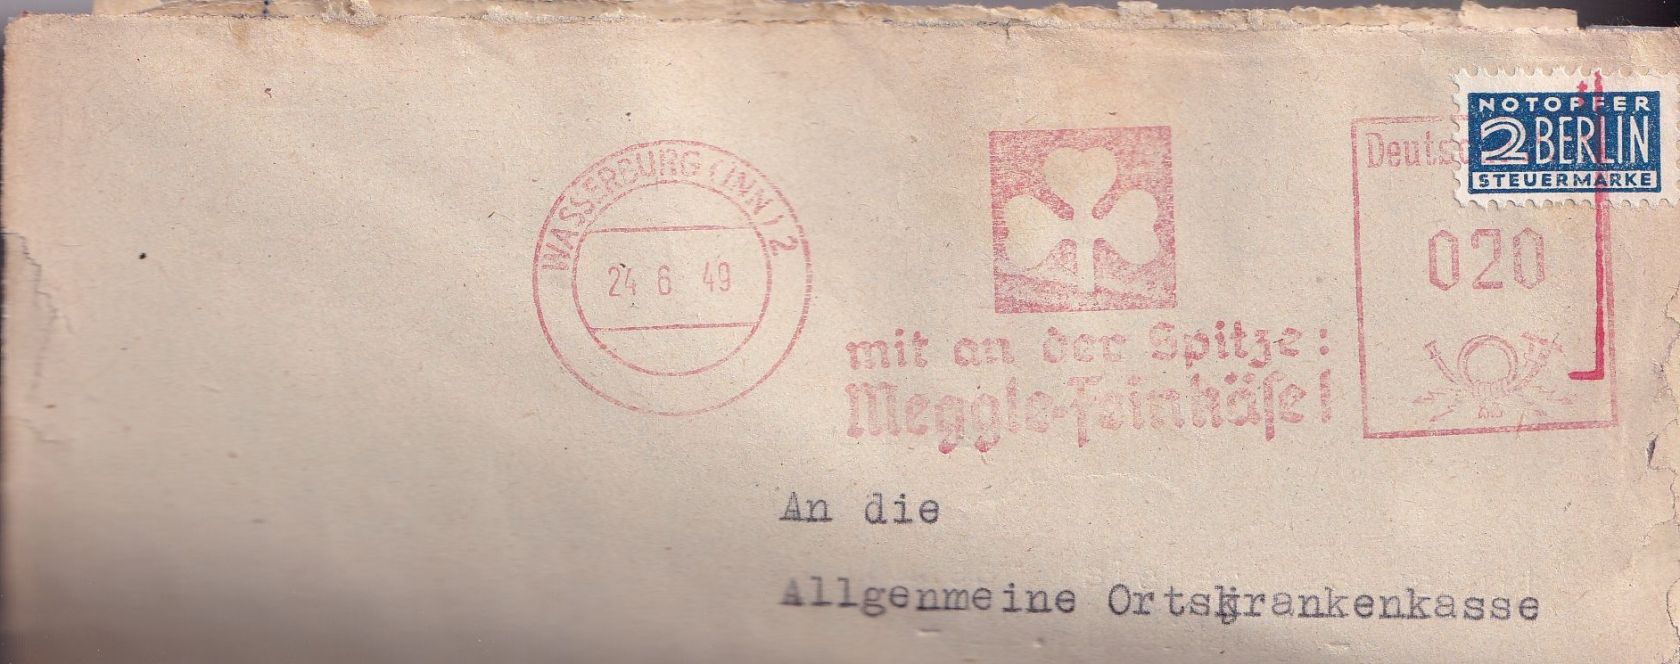 WASSERBURG (INN) 2
24 6 49
mit an der Spitze:
Meggle-Feinkäse!
020
NOTOPFER
2 BERLIN
STEUERMARKE
An die
Allgenmeine Ortskrankenkasse